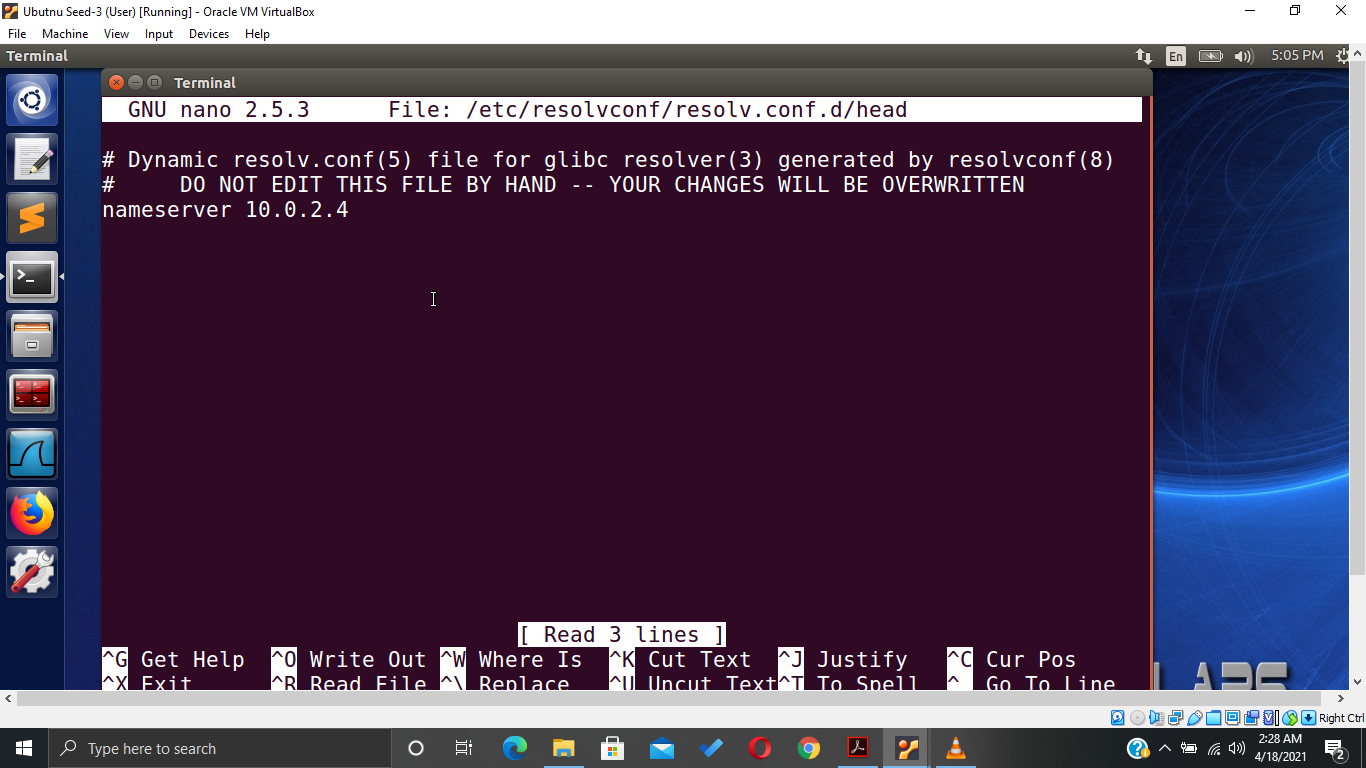 Ubutnu Seed-3 (User) [Running] - Oracle VM VirtualBox
File Machine View Input Devices Help
Terminal En 5:05 PM
Terminal
GNU nano 2.5.3 File: /etc/resolvconf/resolv.conf.d/head
# Dynamic resolv.conf(5) file for glibc resolver(3) generated by resolvconf(8)
# DO NOT EDIT THIS FILE BY HAND -- YOUR CHANGES WILL BE OVERWRITTEN
nameserver 10.0.2.4
[ Read 3 lines ]
^G Get Help ^O Write Out ^W Where Is ^K Cut Text ^J Justify ^C Cur Pos
^X Exit ^R Read File ^\ Replace ^U Uncut Text ^T To Spell ^_ Go To Line
Right Ctrl
Type here to search
2:28 AM
4/18/2021
2